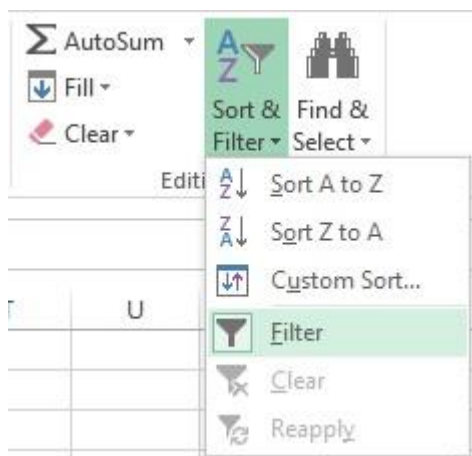 AutoSum
Fill
Clear
Sort &
Filter
Find &
Select
Editi
Sort A to Z
Sort Z to A
Custom Sort...
Filter
Clear
Reapply
U